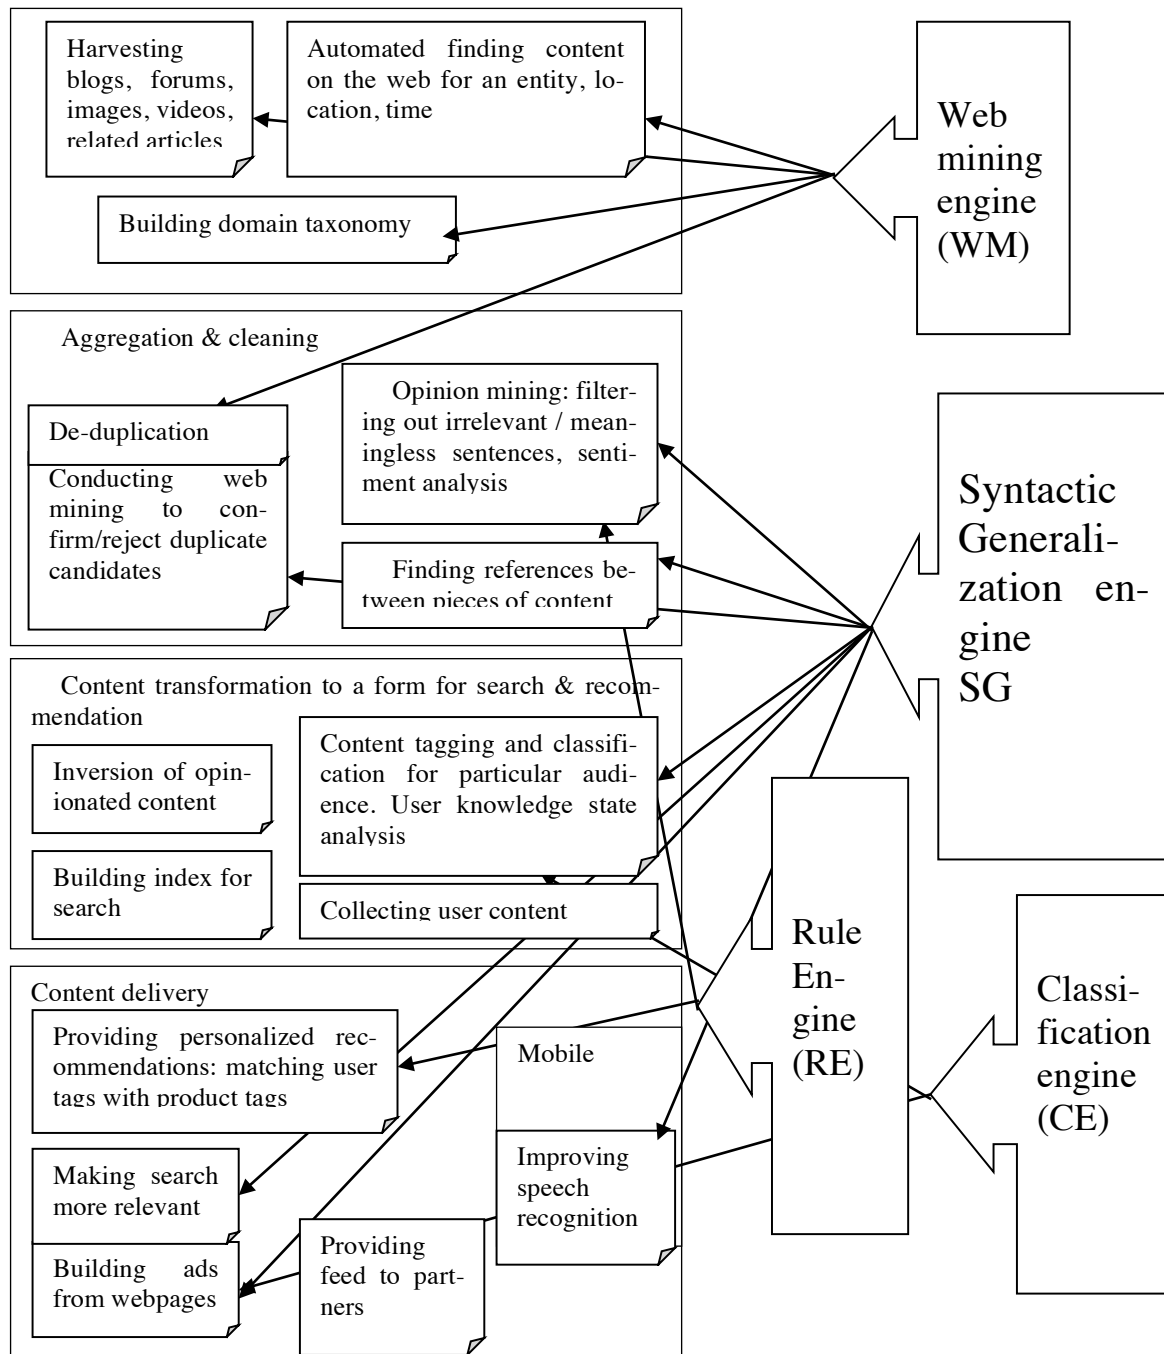 Harvesting
blogs, forums,
images, videos,
related articles
Automated finding content
on the web for an entity, lo-
cation, time
Building domain taxonomy
Web
mining
engine
(WM)
Aggregation & cleaning
De-duplication
Conducting web
mining to con-
firm/reject duplicate
candidates
Opinion mining: filter-
ing out irrelevant / mean-
ingless sentences, senti-
ment analysis
Finding references be-
tween pieces of content
Syntactic
Generali-
zation en-
gine
SG
Content transformation to a form for search & recom-
mendation
Inversion of opin-
ionated content
Building index for
search
Content tagging and classifi-
cation for particular audi-
ence. User knowledge state
analysis
Collecting user content
Rule
En-
gine
(RE)
Classi-
fication
engine
(CE)
Content delivery
Providing personalized rec-
ommendations: matching user
tags with product tags
Making search
more relevant
Building ads
from webpages
Providing
feed to part-
ners
Mobile
Improving
speech
recognition